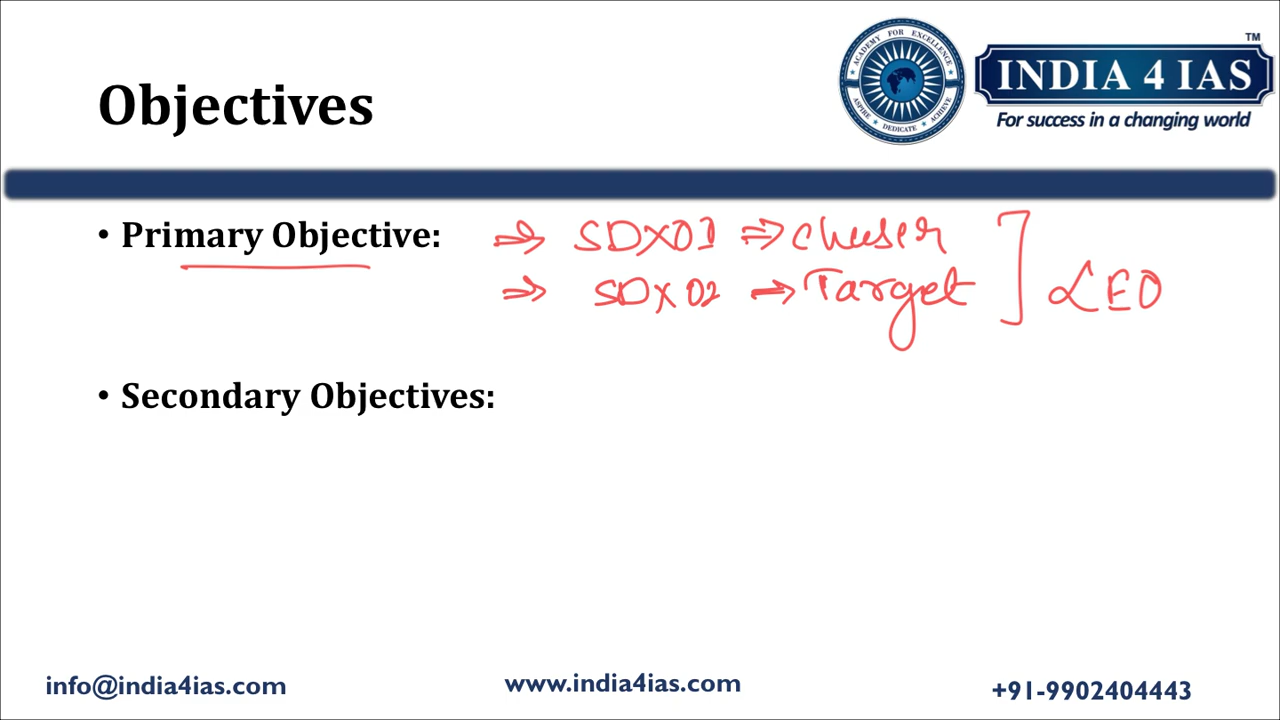 ACADEMY FOR EXCELLENCE
ASPIRE DEDICATE ACHIEVE
TM
INDIA 4 IAS
For success in a changing world
Objectives
• Primary Objective: ⇒ SDX01 ⇒ Chaser
⇒ SDX02 → Target ] LEO
• Secondary Objectives:
info@india4ias.com
www.india4ias.com
+91-9902404443